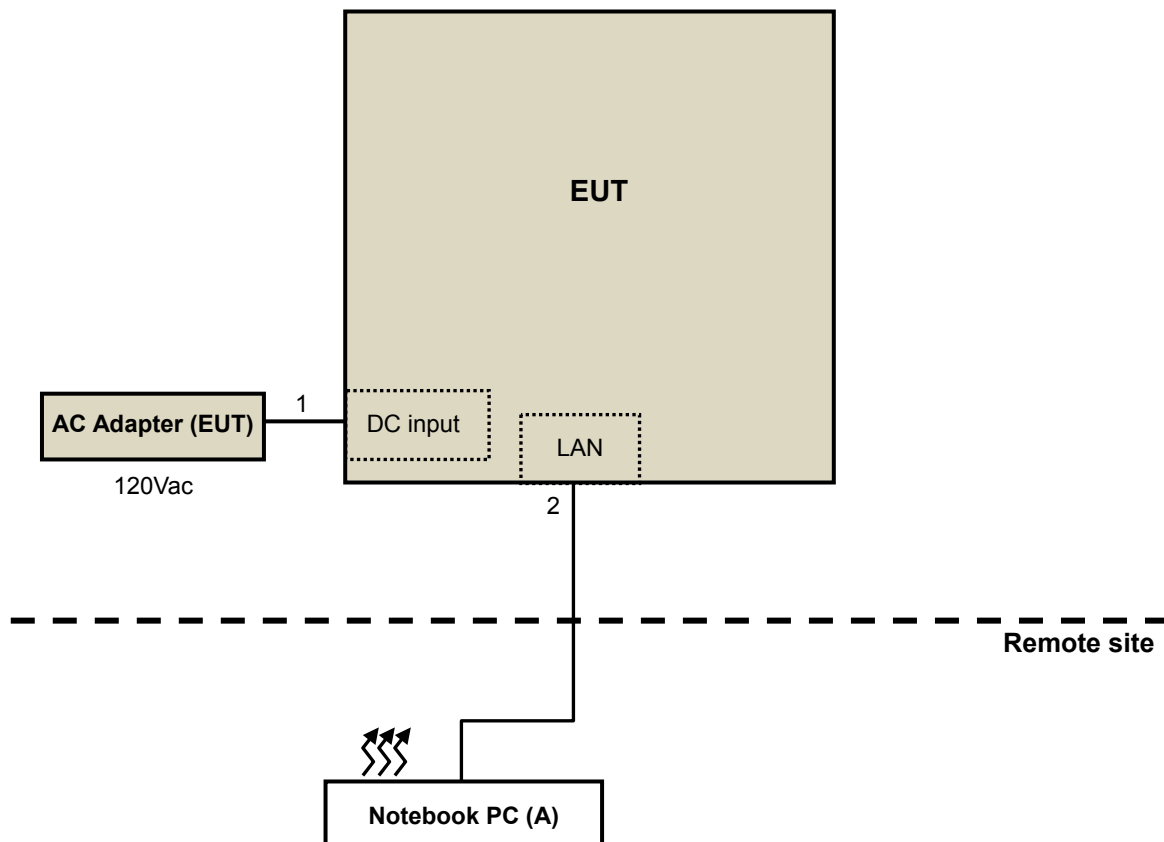 EUT
1
AC Adapter (EUT)
DC input
LAN
120Vac
2
Remote site
Notebook PC (A)